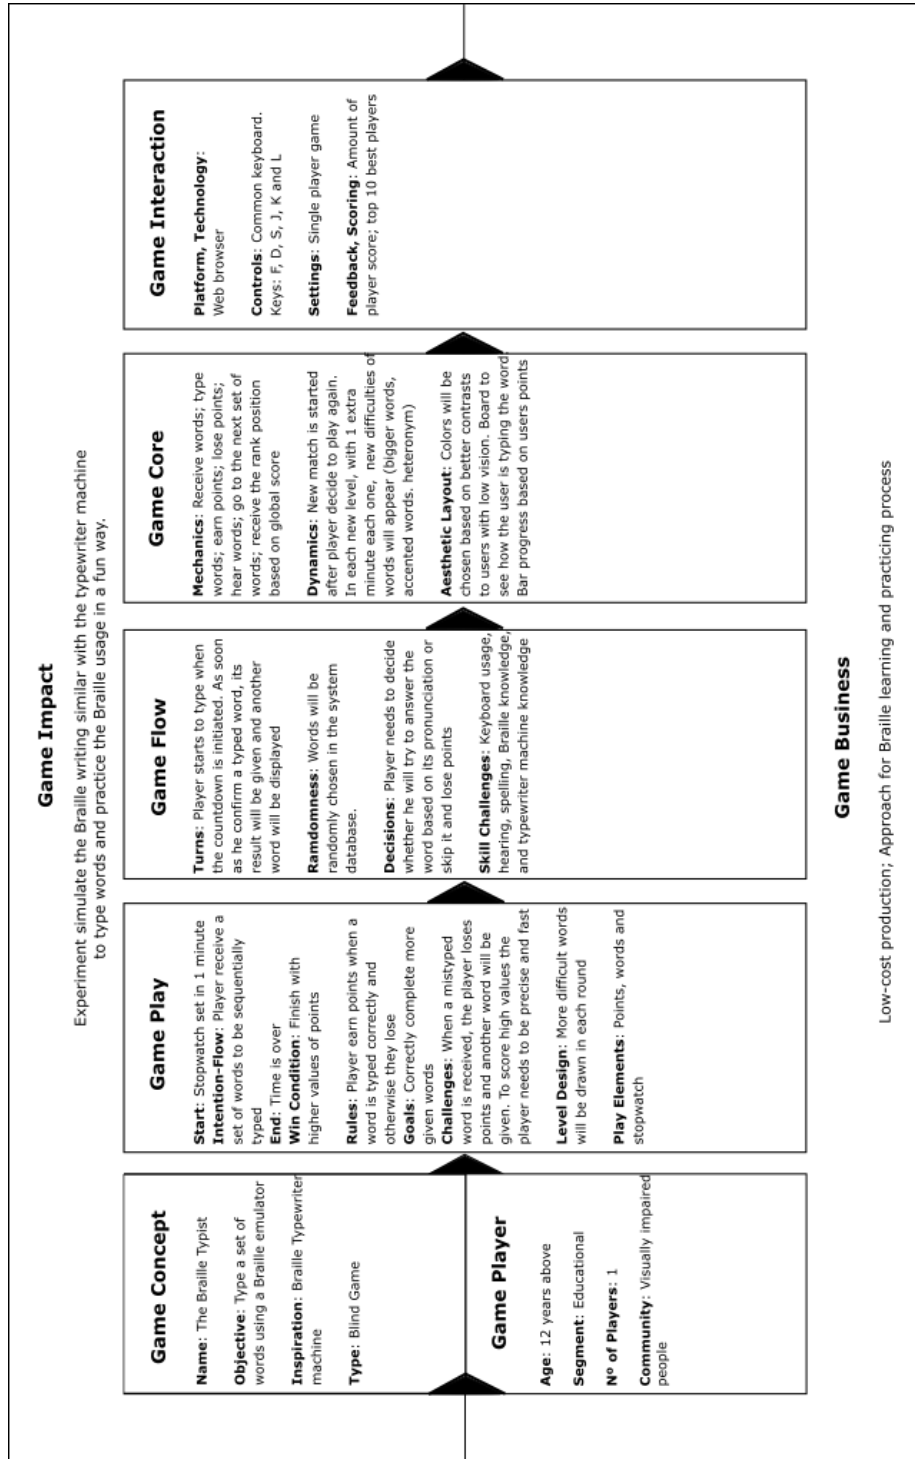 Game Impact
Experiment simulate the Braille writing similar with the typewriter machine
to type words and practice the Braille usage in a fun way.
Game Concept
Name: The Braille Typist
Objective: Type a set of
words using a Braille emulator
Inspiration: Braille Typewriter
machine
Type: Blind Game
Game Player
Age: 12 years above
Segment: Educational
Nº of Players: 1
Community: Visually impaired
people
Game Play
Start: Stopwatch set in 1 minute
Intention-Flow: Player receive a
set of words to be sequentially
typed
End: Time is over
Win Condition: Finish with
higher values of points
Rules: Player earn points when a
word is typed correctly and
otherwise they lose
Goals: Correctly complete more
given words
Challenges: When a mistyped
word is received, the player loses
points and another word will be
given. To score high values the
player needs to be precise and fast
Level Design: More difficult words
will be drawn in each round
Play Elements: Points, words and
stopwatch
Game Flow
Turns: Player starts to type when
the countdown is initiated. As soon
as he confirm a typed word, its
result will be given and another
word will be displayed
Ramdomness: Words will be
randomly chosen in the system
database.
Decisions: Player needs to decide
whether he will try to answer the
word based on its pronunciation or
skip it and lose points
Skill Challenges: Keyboard usage,
hearing, spelling, Braille knowledge,
and typewriter machine knowledge
Game Core
Mechanics: Receive words; type
words; earn points; lose points;
hear words; go to the next set of
words; receive the rank position
based on global score
Dynamics: New match is started
after player decide to play again.
In each new level, with 1 extra
minute each one, new difficulties of
words will appear (bigger words,
accented words. heteronym)
Aesthetic Layout: Colors will be
chosen based on better contrasts
to users with low vision. Board to
see how the user is typing the word.
Bar progress based on users points
Game Interaction
Platform, Technology:
Web browser
Controls: Common keyboard.
Keys: F, D, S, J, K and L
Settings: Single player game
Feedback, Scoring: Amount of
player score; top 10 best players
Game Business
Low-cost production; Approach for Braille learning and practicing process